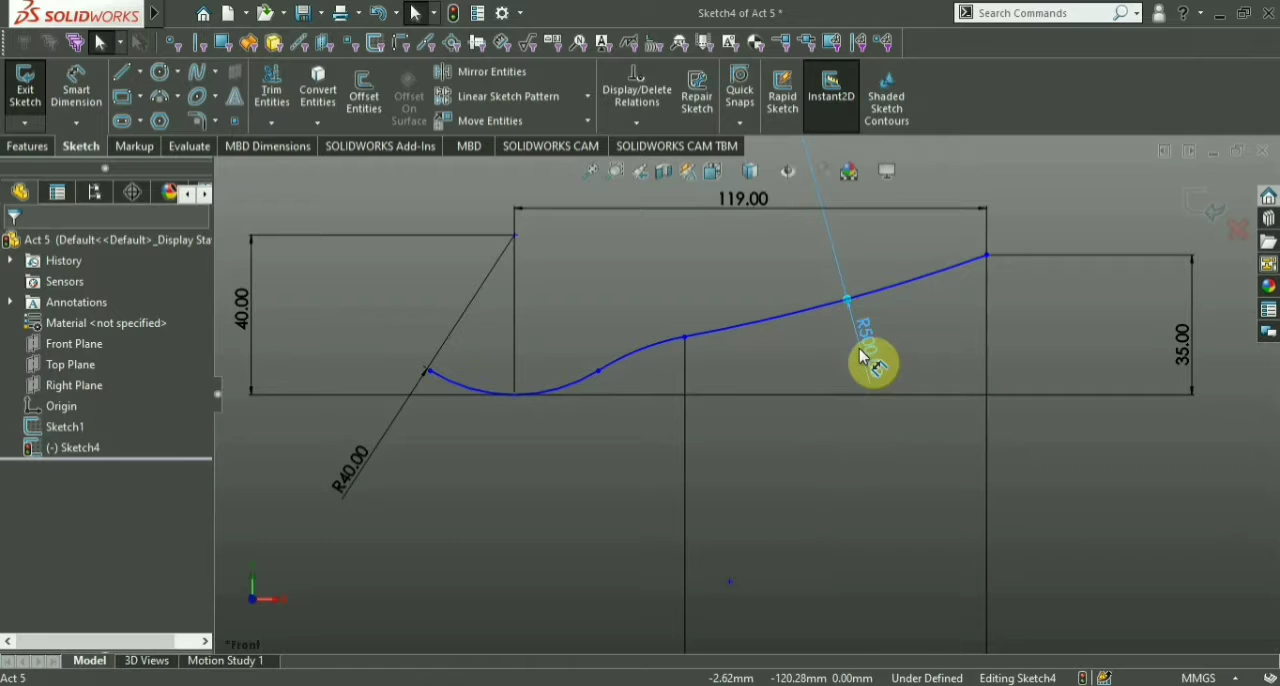 SOLIDWORKS
Sketch4 of Act 5 *
Search Commands
Exit Sketch
Smart Dimension
Trim Entities
Convert Entities
Offset Entities
Offset On Surface
Mirror Entities
Linear Sketch Pattern
Move Entities
Display/Delete Relations
Repair Sketch
Quick Snaps
Rapid Sketch
Instant2D
Shaded Sketch Contours
Features
Sketch
Markup
Evaluate
MBD Dimensions
SOLIDWORKS Add-Ins
MBD
SOLIDWORKS CAM
SOLIDWORKS CAM TBM
Act 5 (Default<<Default>_Display Sta
History
Sensors
Annotations
Material <not specified>
Front Plane
Top Plane
Right Plane
Origin
Sketch1
(-) Sketch4
119.00
40.00
35.00
R40.00
*Front
Model
3D Views
Motion Study 1
Act 5
-2.62mm
-120.28mm
0.00mm
Under Defined
Editing Sketch4
MMGS